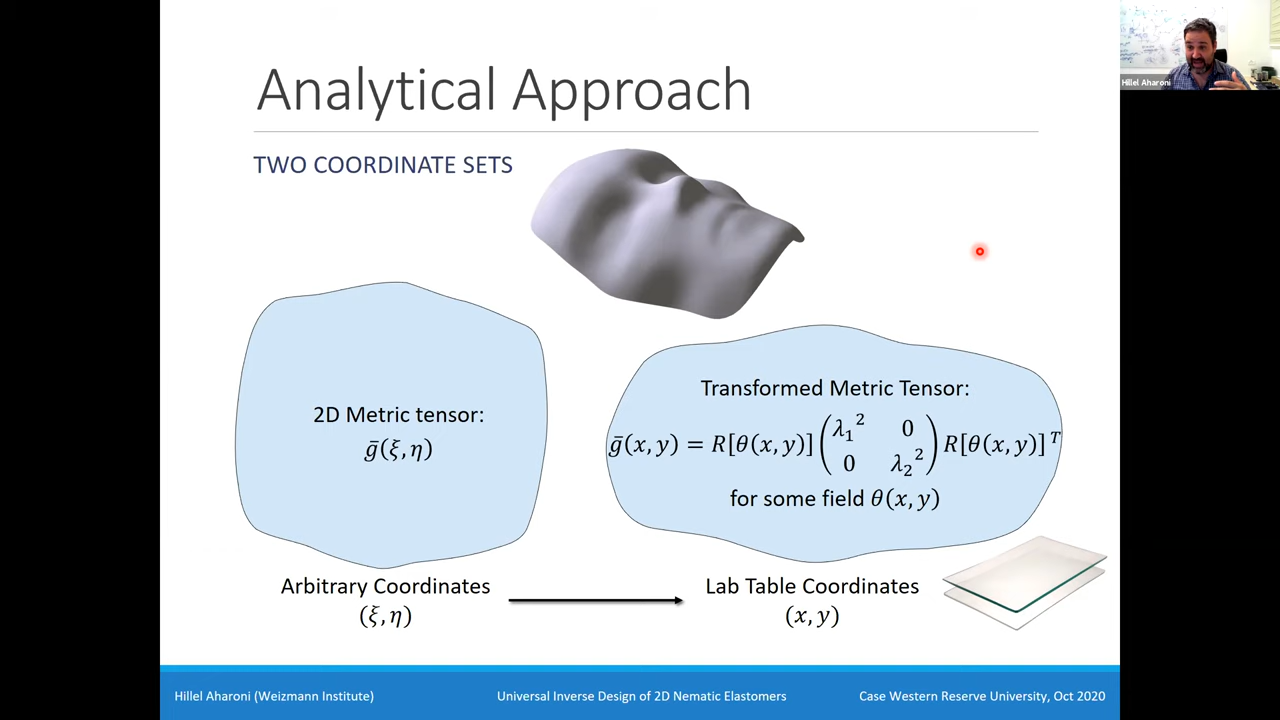 Analytical Approach
TWO COORDINATE SETS
Hillel Aharoni
2D Metric tensor:
ḡ(ξ, η)
Transformed Metric Tensor:
ḡ(x, y) = R[θ(x, y)] (λ₁² 0
0 λ₂²) R[θ(x, y)]ᵀ
for some field θ(x, y)
Arbitrary Coordinates
(ξ, η)
Lab Table Coordinates
(x, y)
Hillel Aharoni (Weizmann Institute) Universal Inverse Design of 2D Nematic Elastomers Case Western Reserve University, Oct 2020